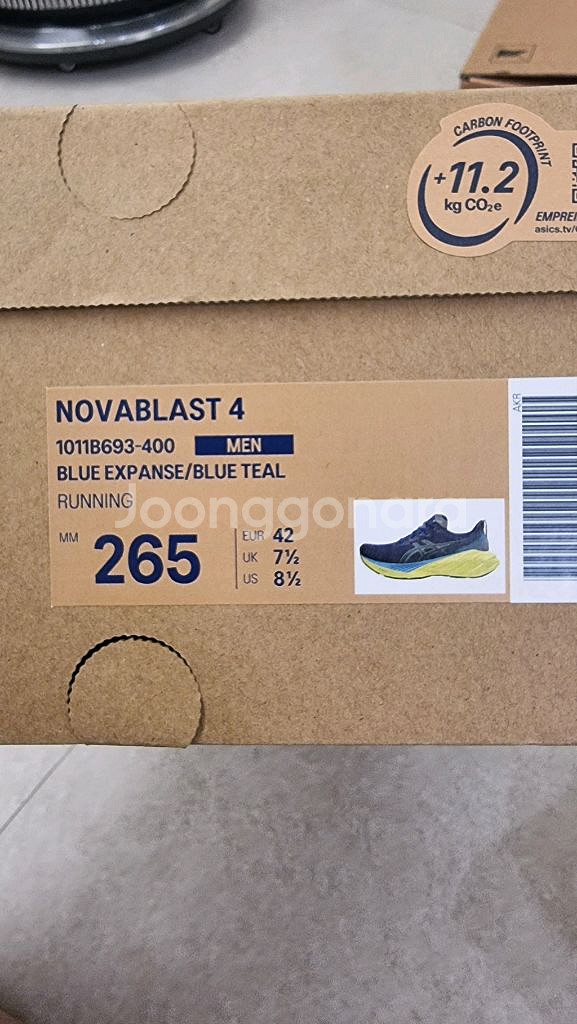 CARBON FOOTPRINT
+11.2
kg CO₂e
asics.tv/
NOVABLAST 4
1011B693-400 MEN
BLUE EXPANSE/BLUE TEAL
RUNNING
Joonggonara
MM 265
EUR 42
UK 7½
US 8½
AKR